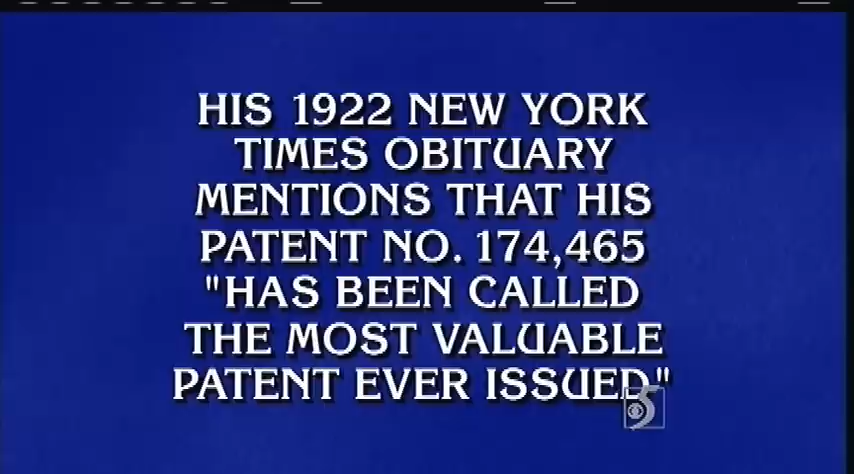 HIS 1922 NEW YORK
TIMES OBITUARY
MENTIONS THAT HIS
PATENT NO. 174,465
"HAS BEEN CALLED
THE MOST VALUABLE
PATENT EVER ISSUED"
5